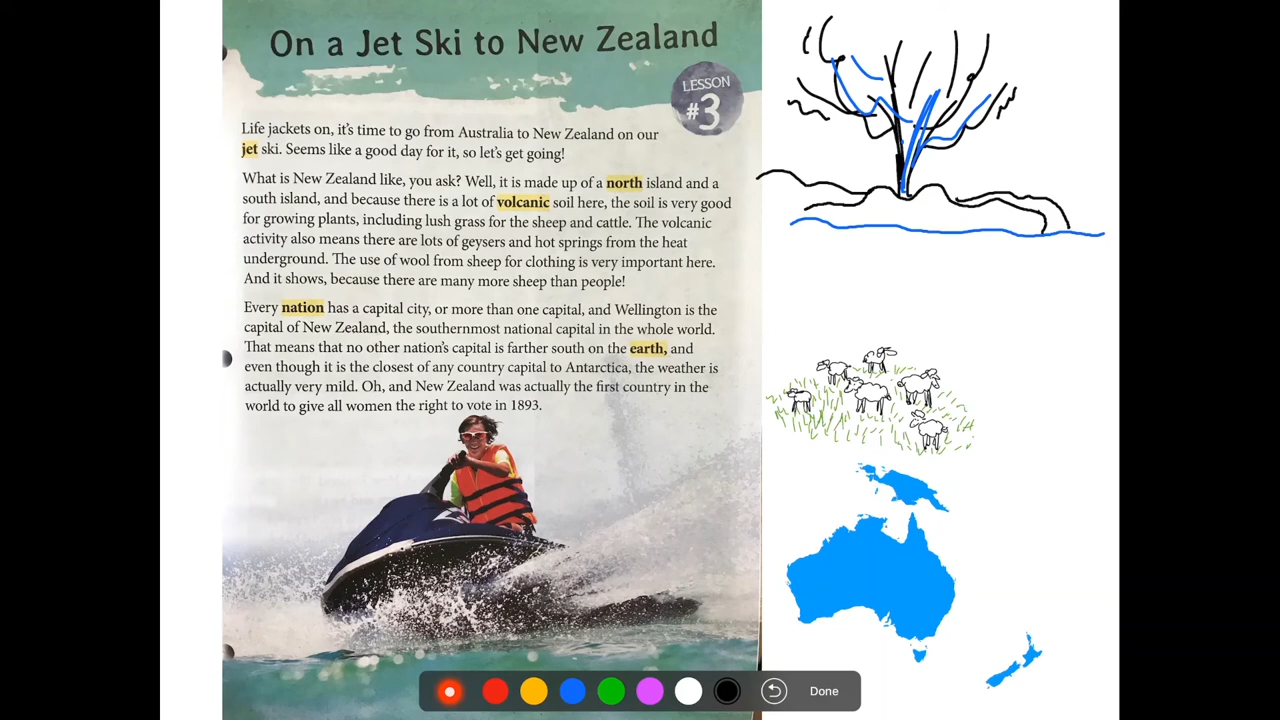 On a Jet Ski to New Zealand
LESSON
#3
Life jackets on, it's time to go from Australia to New Zealand on our
jet ski. Seems like a good day for it, so let's get going!
What is New Zealand like, you ask? Well, it is made up of a north island and a
south island, and because there is a lot of volcanic soil here, the soil is very good
for growing plants, including lush grass for the sheep and cattle. The volcanic
activity also means there are lots of geysers and hot springs from the heat
underground. The use of wool from sheep for clothing is very important here.
And it shows, because there are many more sheep than people!
Every nation has a capital city, or more than one capital, and Wellington is the
capital of New Zealand, the southernmost national capital in the whole world.
That means that no other nation's capital is farther south on the earth, and
even though it is the closest of any country capital to Antarctica, the weather is
actually very mild. Oh, and New Zealand was actually the first country in the
world to give all women the right to vote in 1893.
Done